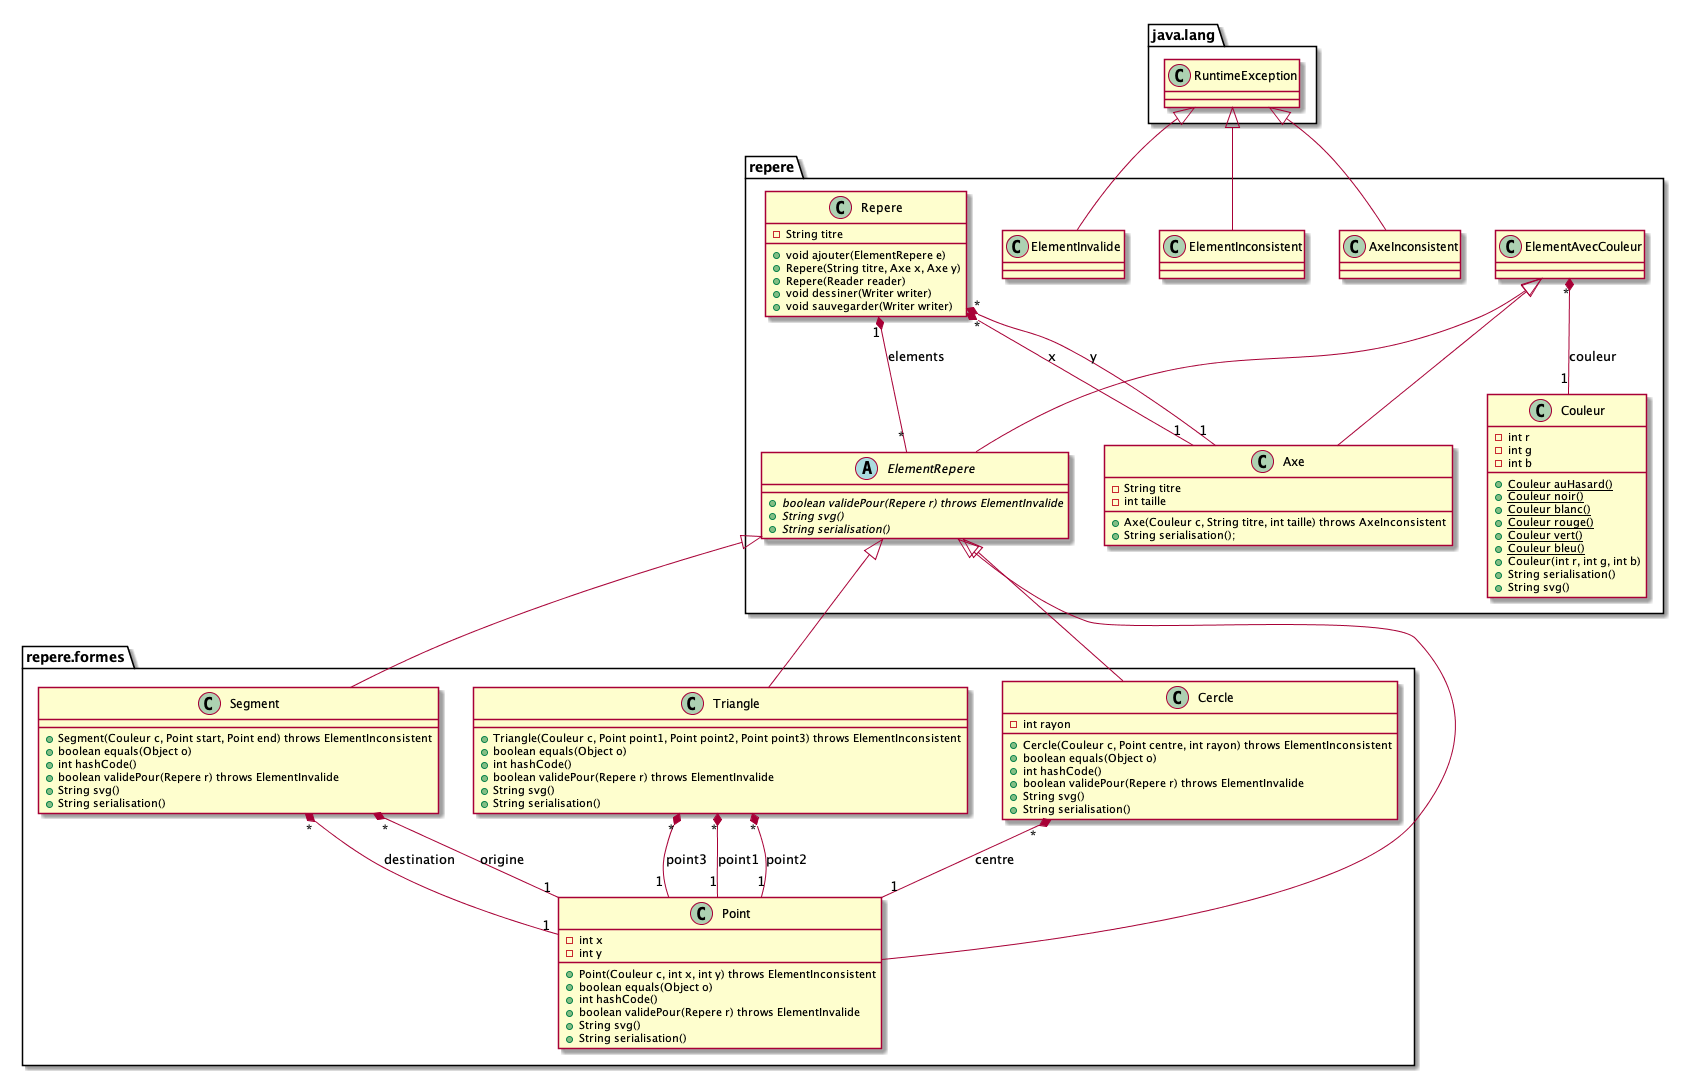 java.lang
C RuntimeException
repere
C Repere
String titre
void ajouter(ElementRepere e)
Repere(String titre, Axe x, Axe y)
Repere(Reader reader)
void dessiner(Writer writer)
void sauvegarder(Writer writer)
C ElementInvalide
C ElementInconsistent
C AxeInconsistent
C ElementAvecCouleur
*
*
1
*
elements
x
y
couleur
*
1
1
1
A ElementRepere
boolean validePour(Repere r) throws ElementInvalide
String svg()
String serialisation()
C Axe
String titre
int taille
Axe(Couleur c, String titre, int taille) throws AxeInconsistent
String serialisation();
C Couleur
int r
int g
int b
Couleur auHasard()
Couleur noir()
Couleur blanc()
Couleur rouge()
Couleur vert()
Couleur bleu()
Couleur(int r, int g, int b)
String serialisation()
String svg()
repere.formes
C Segment
Segment(Couleur c, Point start, Point end) throws ElementInconsistent
boolean equals(Object o)
int hashCode()
boolean validePour(Repere r) throws ElementInvalide
String svg()
String serialisation()
C Triangle
Triangle(Couleur c, Point point1, Point point2, Point point3) throws ElementInconsistent
boolean equals(Object o)
int hashCode()
boolean validePour(Repere r) throws ElementInvalide
String svg()
String serialisation()
C Cercle
int rayon
Cercle(Couleur c, Point centre, int rayon) throws ElementInconsistent
boolean equals(Object o)
int hashCode()
boolean validePour(Repere r) throws ElementInvalide
String svg()
String serialisation()
*
*
*
*
*
*
destination
origine
point3
point1
point2
centre
1
1
1
1
1
1
C Point
int x
int y
Point(Couleur c, int x, int y) throws ElementInconsistent
boolean equals(Object o)
int hashCode()
boolean validePour(Repere r) throws ElementInvalide
String svg()
String serialisation()